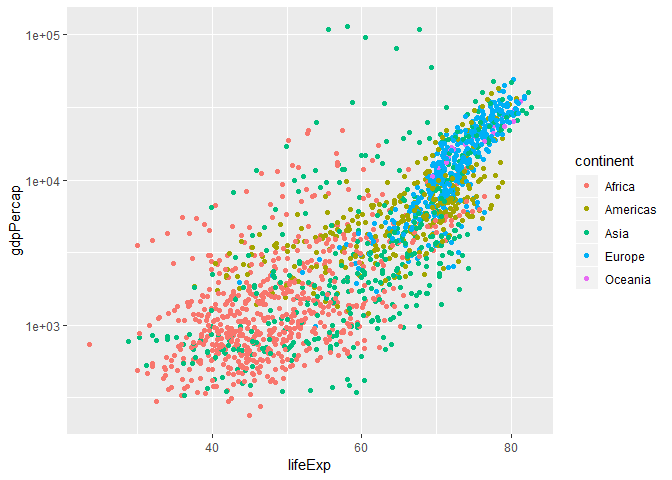 1e+05
1e+04
1e+03
gdpPercap
40 60 80
lifeExp
continent
Africa
Americas
Asia
Europe
Oceania